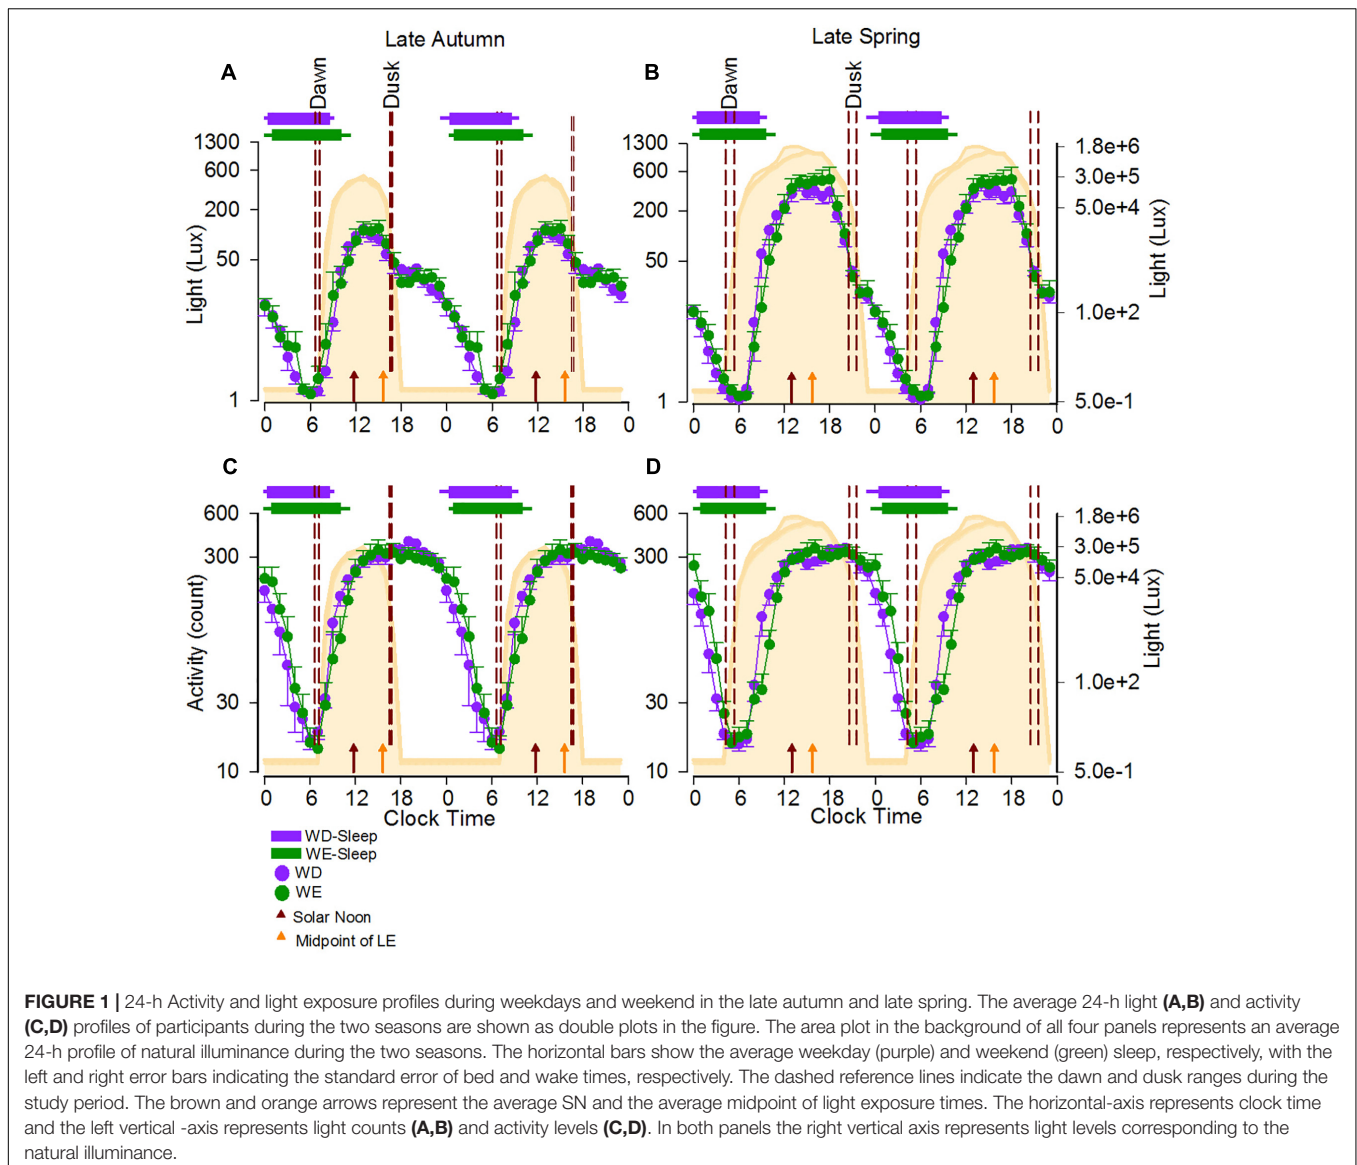 Late Autumn
Late Spring
A
B
Dawn
Dusk
Dawn
Dusk
1300
600
200
50
1
Light (Lux)
0 6 12 18 0 6 12 18 0
1300
600
200
50
1
0 6 12 18 0 6 12 18 0
1.8e+6
3.0e+5
5.0e+4
1.0e+2
5.0e-1
Light (Lux)
C
D
600
300
30
10
Activity (count)
0 6 12 18 0 6 12 18 0
Clock Time
600
300
30
10
0 6 12 18 0 6 12 18 0
Clock Time
1.8e+6
3.0e+5
5.0e+4
1.0e+2
5.0e-1
Light (Lux)
WD-Sleep
WE-Sleep
WD
WE
Solar Noon
Midpoint of LE
FIGURE 1 | 24-h Activity and light exposure profiles during weekdays and weekend in the late autumn and late spring. The average 24-h light (A,B) and activity
(C,D) profiles of participants during the two seasons are shown as double plots in the figure. The area plot in the background of all four panels represents an average
24-h profile of natural illuminance during the two seasons. The horizontal bars show the average weekday (purple) and weekend (green) sleep, respectively, with the
left and right error bars indicating the standard error of bed and wake times, respectively. The dashed reference lines indicate the dawn and dusk ranges during the
study period. The brown and orange arrows represent the average SN and the average midpoint of light exposure times. The horizontal-axis represents clock time
and the left vertical -axis represents light counts (A,B) and activity levels (C,D). In both panels the right vertical axis represents light levels corresponding to the
natural illuminance.